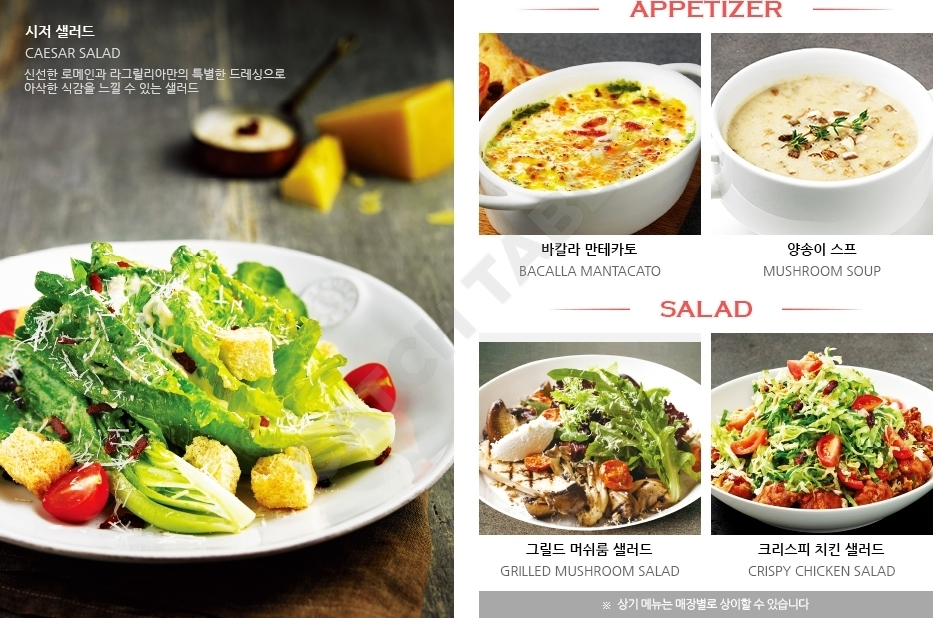 시저 샐러드
CAESAR SALAD
신선한 로메인과 라그릴리아만의 특별한 드레싱으로
아삭한 식감을 느낄 수 있는 샐러드
APPETIZER
바칼라 만테카토
BACALLA MANTACATO
양송이 스프
MUSHROOM SOUP
SALAD
그릴드 머쉬룸 샐러드
GRILLED MUSHROOM SALAD
크리스피 치킨 샐러드
CRISPY CHICKEN SALAD
※ 상기 메뉴는 매장별로 상이할 수 있습니다